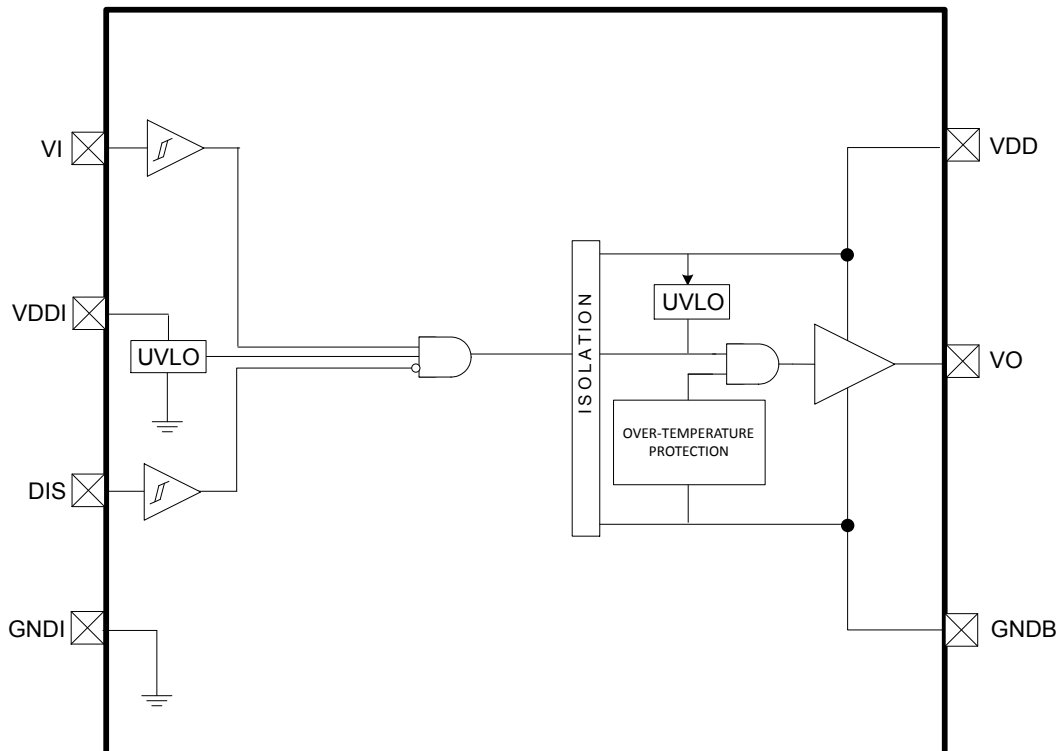 VI
VDD
VDDI
UVLO
UVLO
ISOLATION
VO
OVER-TEMPERATURE
PROTECTION
DIS
GNDI
GNDB